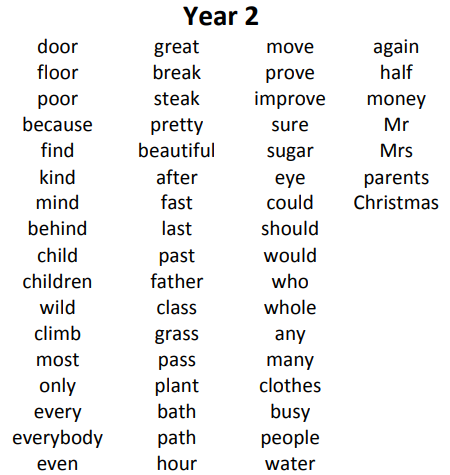 Year 2
door great move again
floor break prove half
poor steak improve money
because pretty sure Mr
find beautiful sugar Mrs
kind after eye parents
mind fast could Christmas
behind last should
child past would
children father who
wild class whole
climb grass any
most pass many
only plant clothes
every bath busy
everybody path people
even hour water